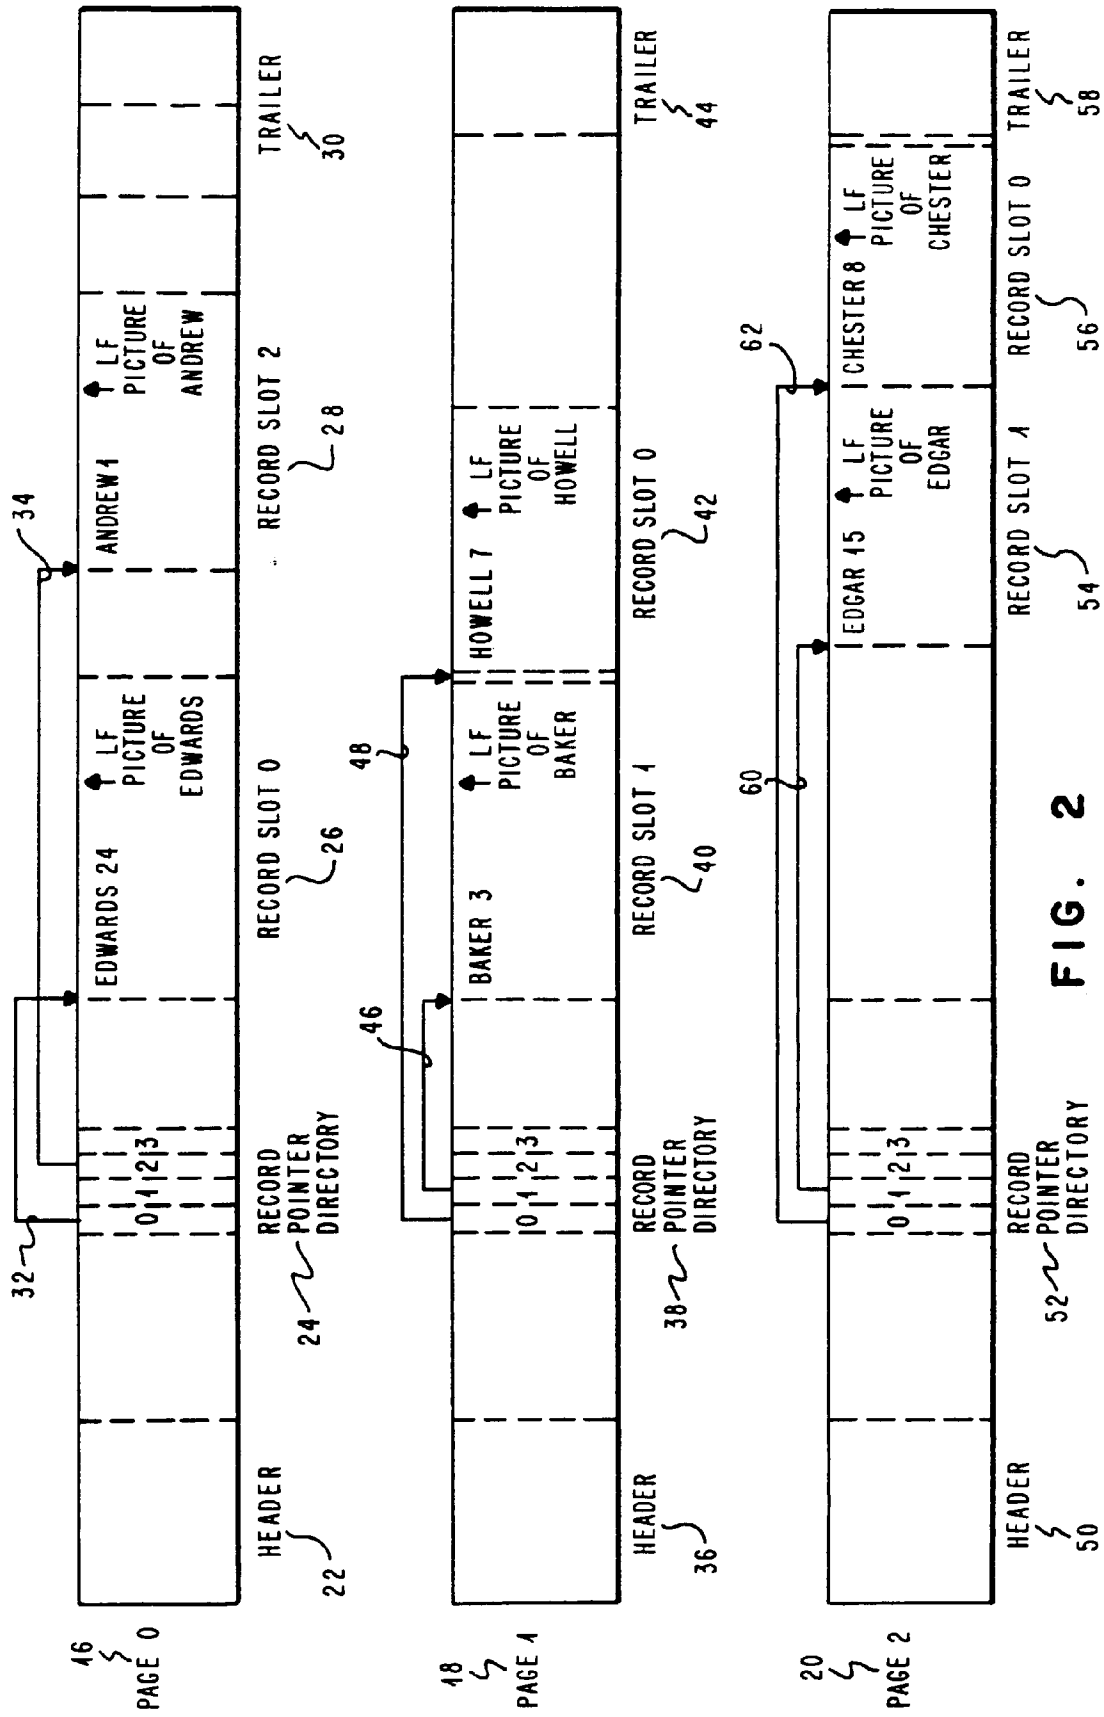 16
PAGE 0
32
34
EDWARDS 24
↑ LF
PICTURE
OF
EDWARDS
ANDREW 1
↑ LF
PICTURE
OF
ANDREW
0 1 2 3
HEADER
22
RECORD
POINTER
DIRECTORY
24
RECORD SLOT 0
26
RECORD SLOT 2
28
TRAILER
30
18
PAGE 1
46
48
BAKER 3
↑ LF
PICTURE
OF
BAKER
HOWELL 7
↑ LF
PICTURE
OF
HOWELL
0 1 2 3
HEADER
36
RECORD
POINTER
DIRECTORY
38
RECORD SLOT 1
40
RECORD SLOT 0
42
TRAILER
44
20
PAGE 2
60
62
EDGAR 15
↑ LF
PICTURE
OF
EDGAR
CHESTER 8
↑ LF
PICTURE
OF
CHESTER
0 1 2 3
HEADER
50
RECORD
POINTER
DIRECTORY
52
RECORD SLOT 1
54
RECORD SLOT 0
56
TRAILER
58
FIG. 2